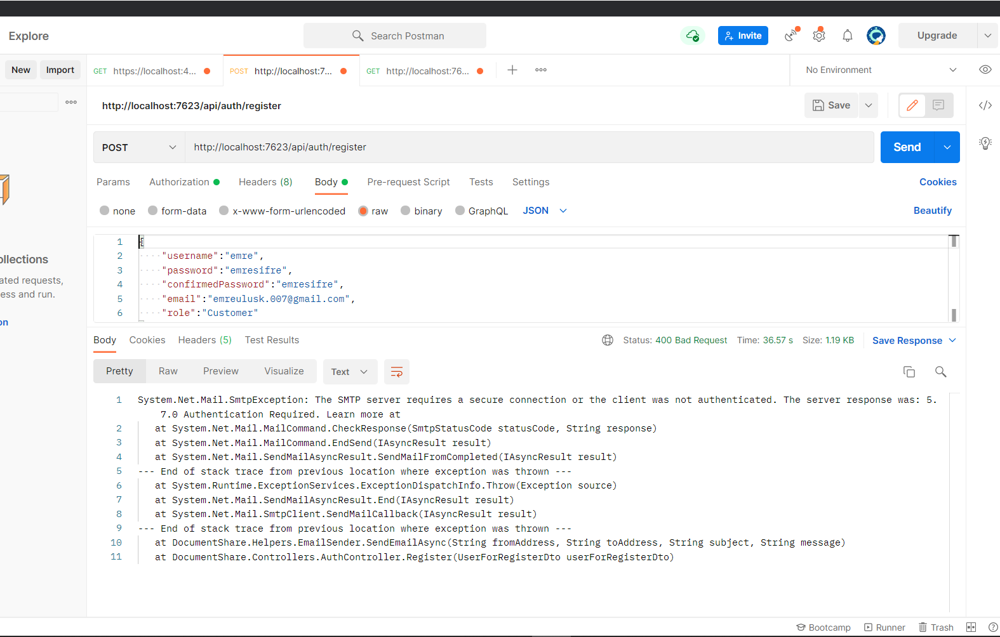 Explore
Search Postman
Invite
Upgrade
New
Import
GET https://localhost:4...
POST http://localhost:7...
GET http://localhost:76...
No Environment
http://localhost:7623/api/auth/register
Save
POST
http://localhost:7623/api/auth/register
Send
Params
Authorization
Headers (8)
Body
Pre-request Script
Tests
Settings
Cookies
none
form-data
x-www-form-urlencoded
raw
binary
GraphQL
JSON
Beautify
ollections
ated requests,
ess and run.
on
1 {
2 "username":"emre",
3 "password":"emresifre",
4 "confirmedPassword":"emresifre",
5 "email":"emreulusk.007@gmail.com",
6 "role":"Customer"
Body
Cookies
Headers (5)
Test Results
Status: 400 Bad Request
Time: 36.57 s
Size: 1.19 KB
Save Response
Pretty
Raw
Preview
Visualize
Text
1 System.Net.Mail.SmtpException: The SMTP server requires a secure connection or the client was not authenticated. The server response was: 5.
7.0 Authentication Required. Learn more at
2 at System.Net.Mail.MailCommand.CheckResponse(SmtpStatusCode statusCode, String response)
3 at System.Net.Mail.MailCommand.EndSend(IAsyncResult result)
4 at System.Net.Mail.SendMailAsyncResult.SendMailFromCompleted(IAsyncResult result)
5 --- End of stack trace from previous location where exception was thrown ---
6 at System.Runtime.ExceptionServices.ExceptionDispatchInfo.Throw(Exception source)
7 at System.Net.Mail.SendMailAsyncResult.End(IAsyncResult result)
8 at System.Net.Mail.SmtpClient.SendMailCallback(IAsyncResult result)
9 --- End of stack trace from previous location where exception was thrown ---
10 at DocumentShare.Helpers.EmailSender.SendEmailAsync(String fromAddress, String toAddress, String subject, String message)
11 at DocumentShare.Controllers.AuthController.Register(UserForRegisterDto userForRegisterDto)
Bootcamp
Runner
Trash